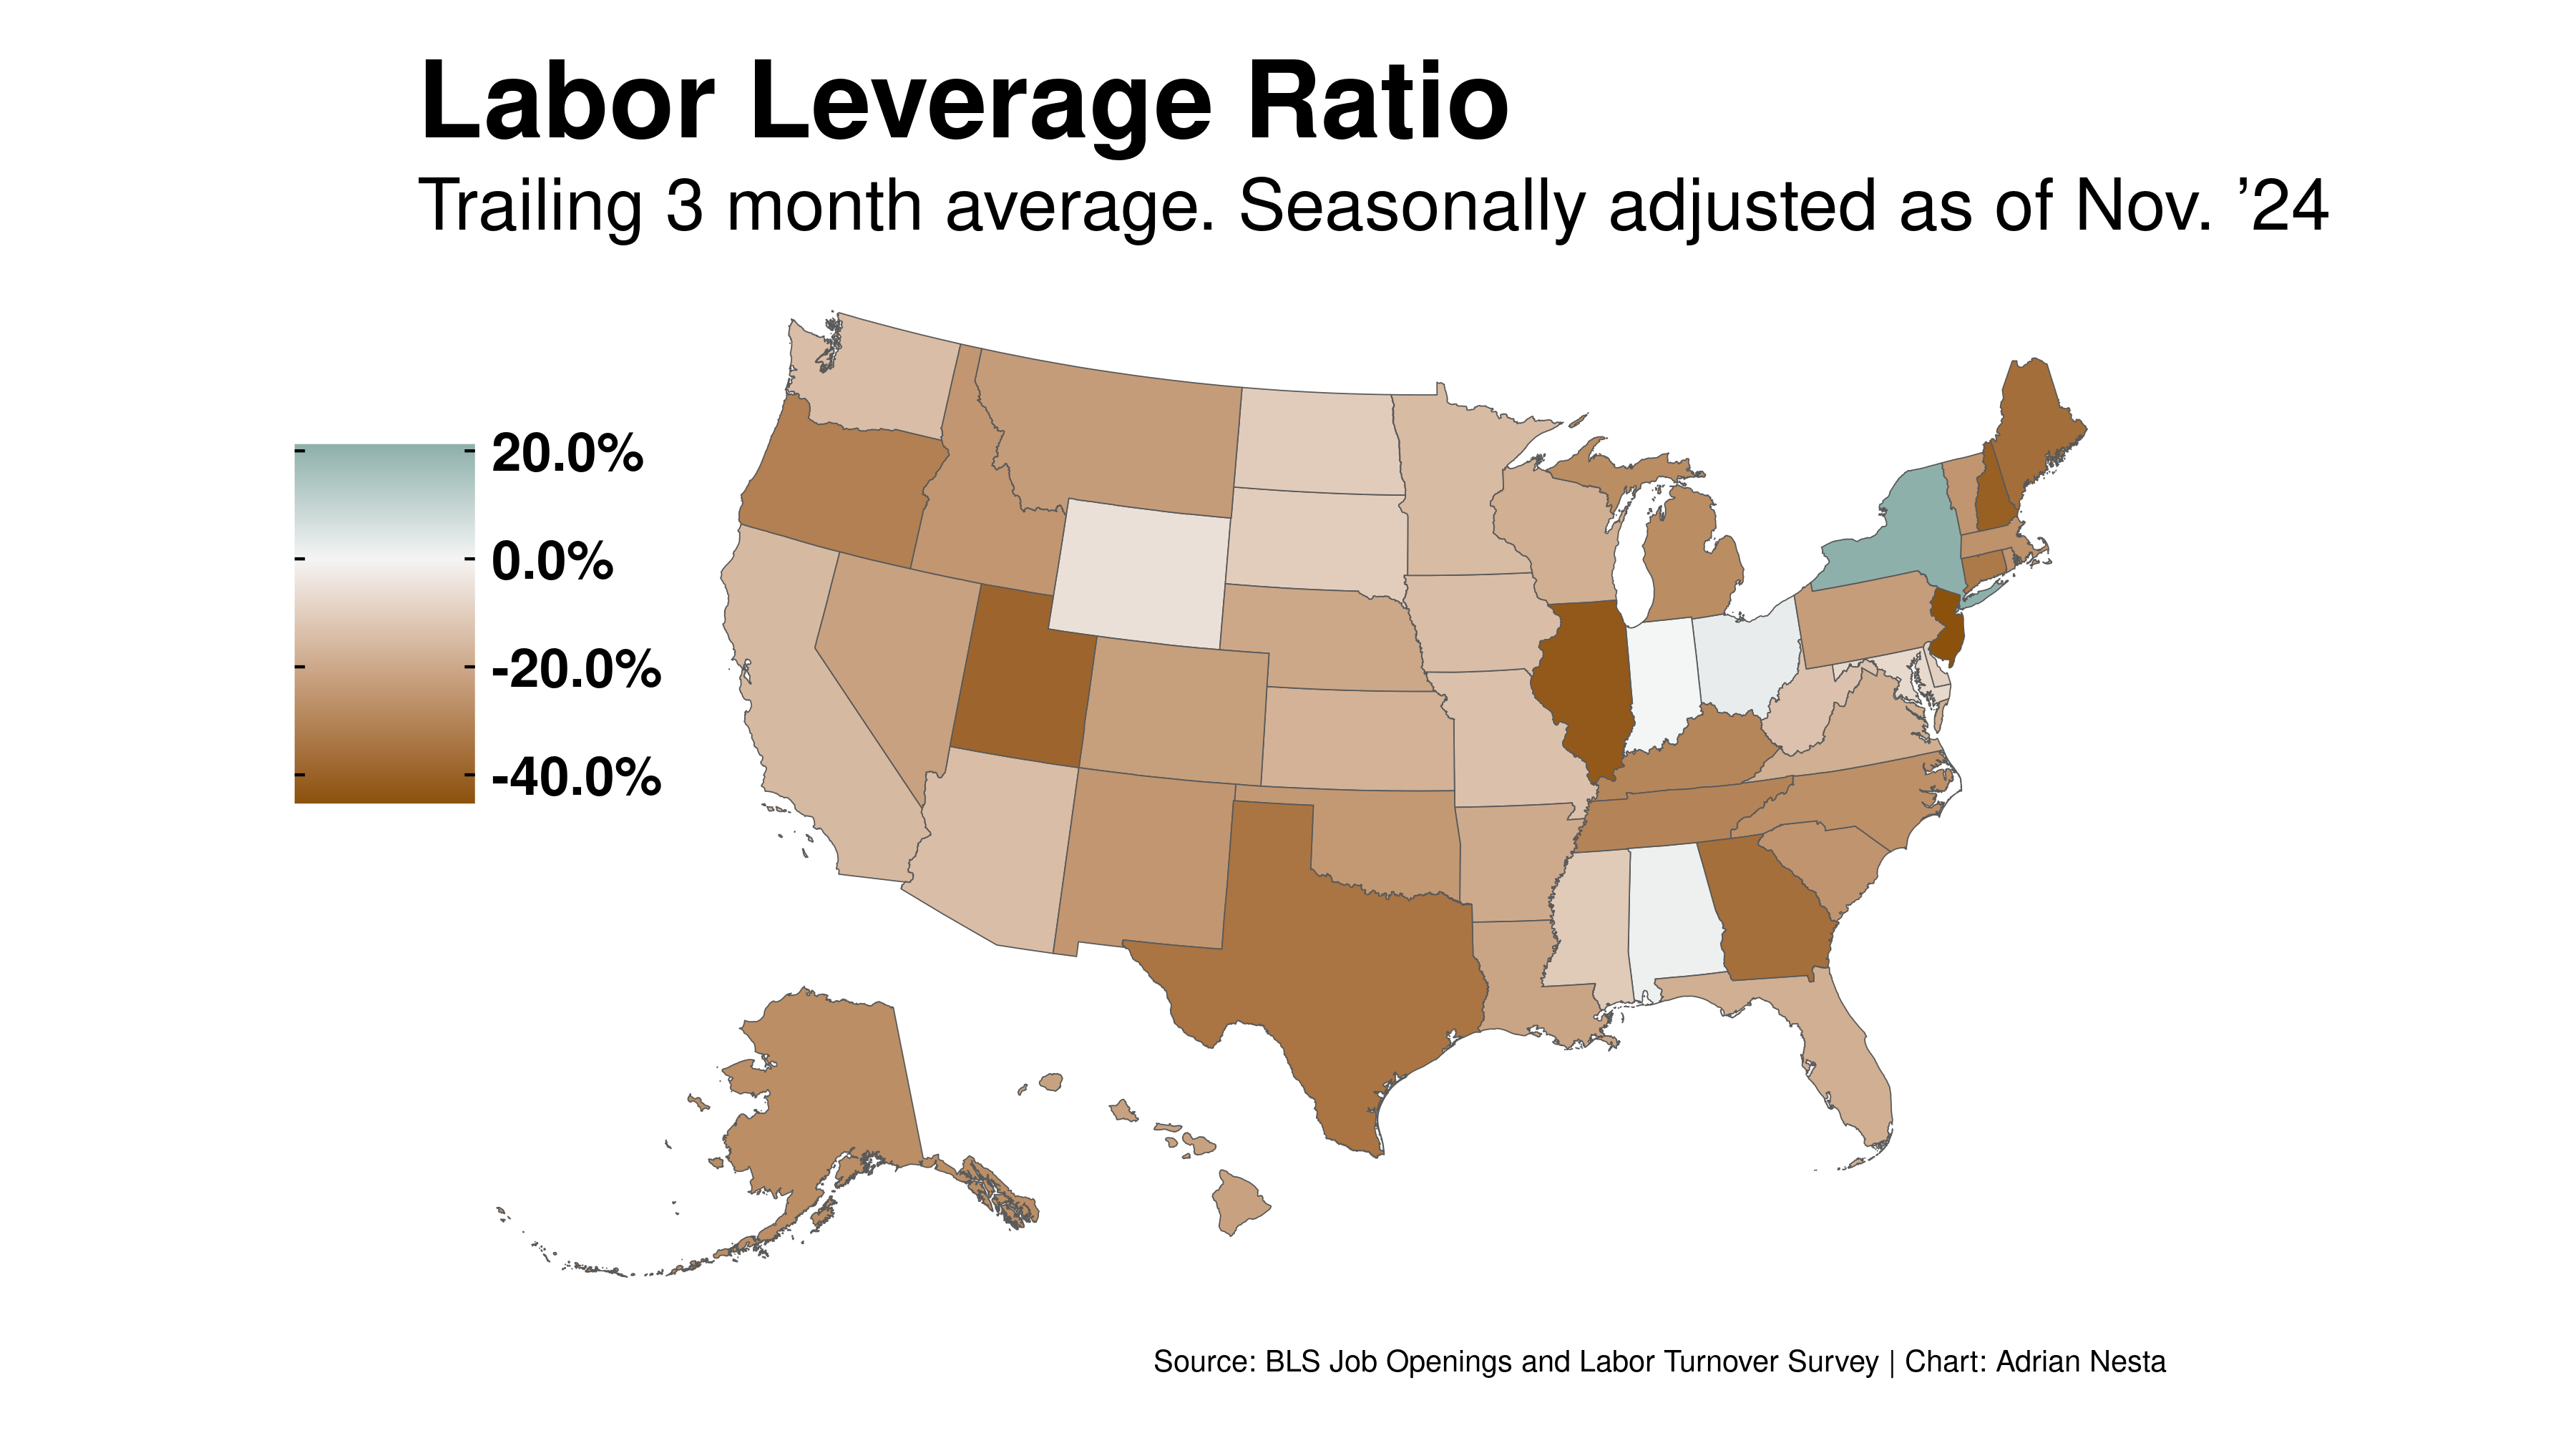 Labor Leverage Ratio
Trailing 3 month average. Seasonally adjusted as of Nov. ’24
20.0%
0.0%
-20.0%
-40.0%
Source: BLS Job Openings and Labor Turnover Survey | Chart: Adrian Nesta